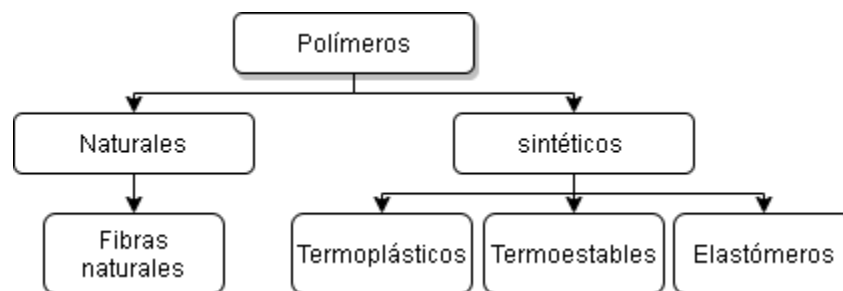 Polímeros
Naturales
sintéticos
Fibras
naturales
Termoplásticos
Termoestables
Elastómeros